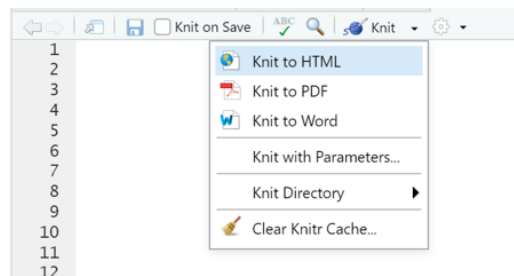 Knit on Save ABC Knit
1
2
3
4
5
6
7
8
9
10
11
12
Knit to HTML
Knit to PDF
Knit to Word
Knit with Parameters...
Knit Directory
Clear Knitr Cache...